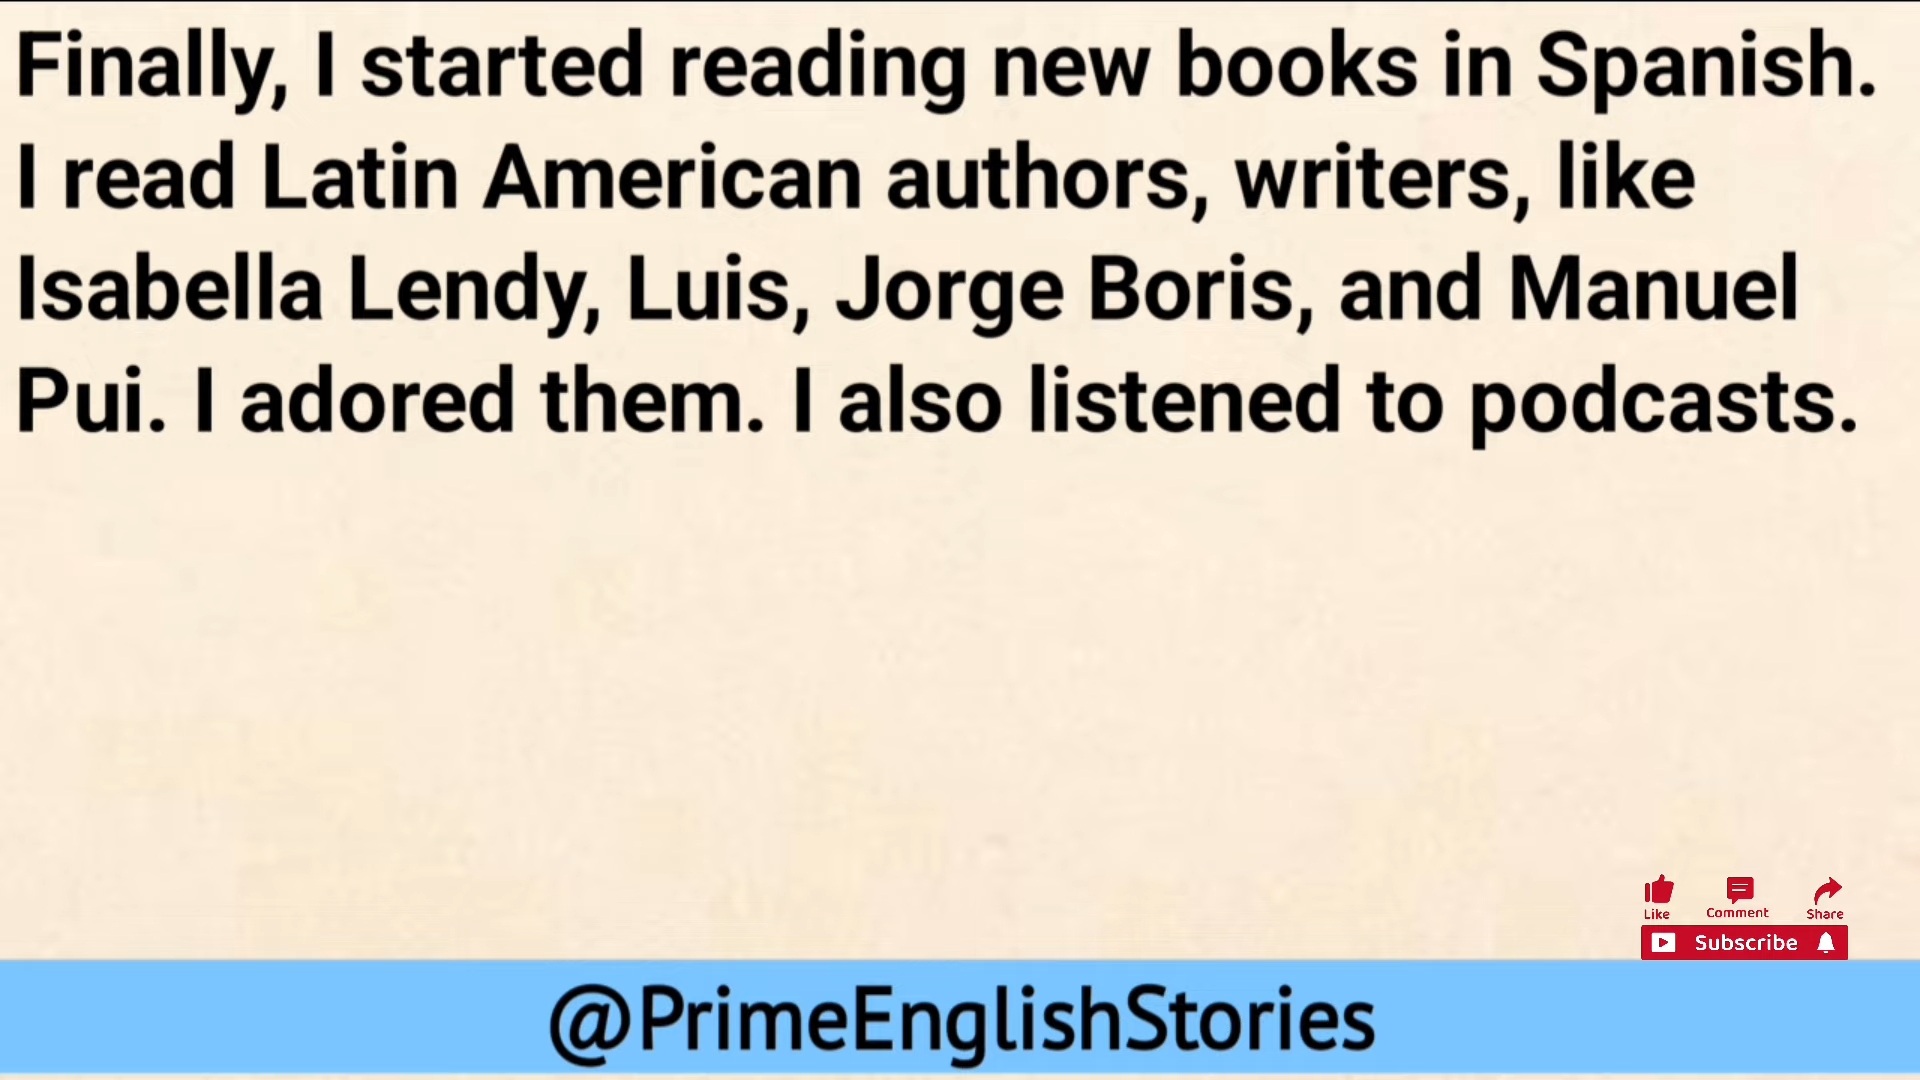 Finally, I started reading new books in Spanish.
I read Latin American authors, writers, like
Isabella Lendy, Luis, Jorge Boris, and Manuel
Pui. I adored them. I also listened to podcasts.
Like Comment Share
Subscribe
@PrimeEnglishStories